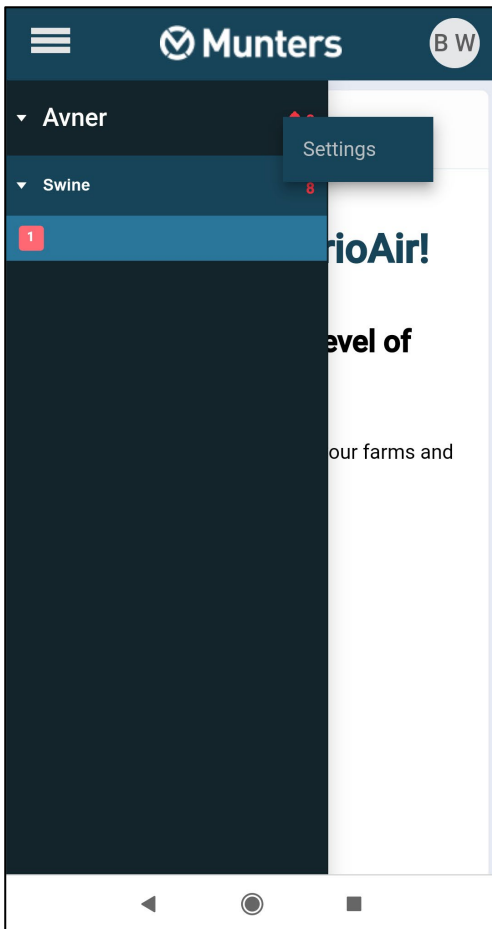 Munters
B W
Avner
Settings
Swine
8
1
rioAir!
evel of
our farms and